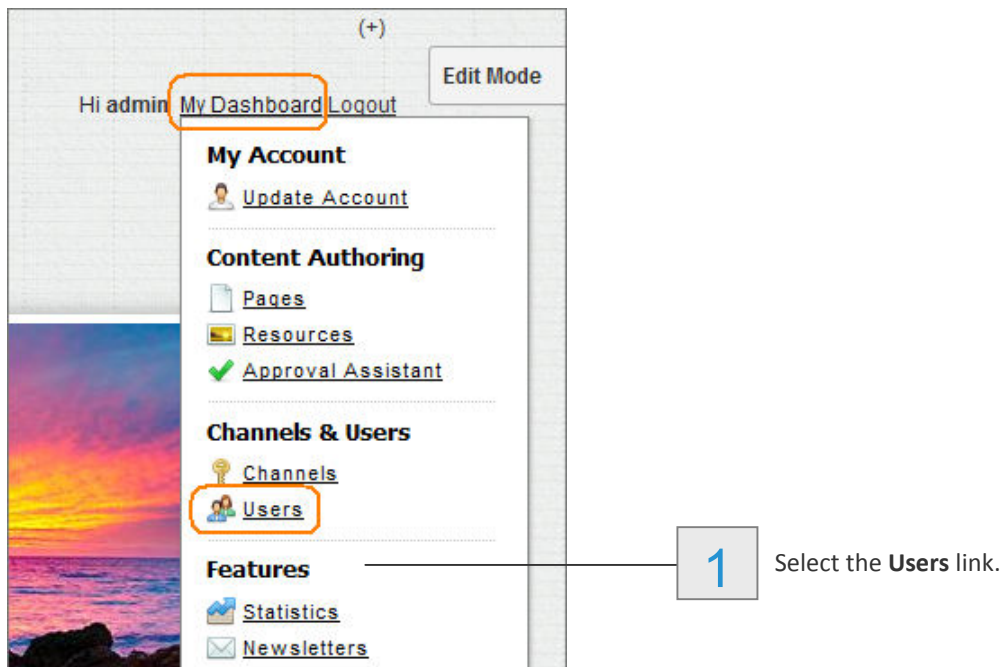 (+)
Edit Mode
Hi admin My Dashboard Logout
My Account
Update Account
Content Authoring
Pages
Resources
Approval Assistant
Channels & Users
Channels
Users
Features
Statistics
Newsletters
1 Select the Users link.